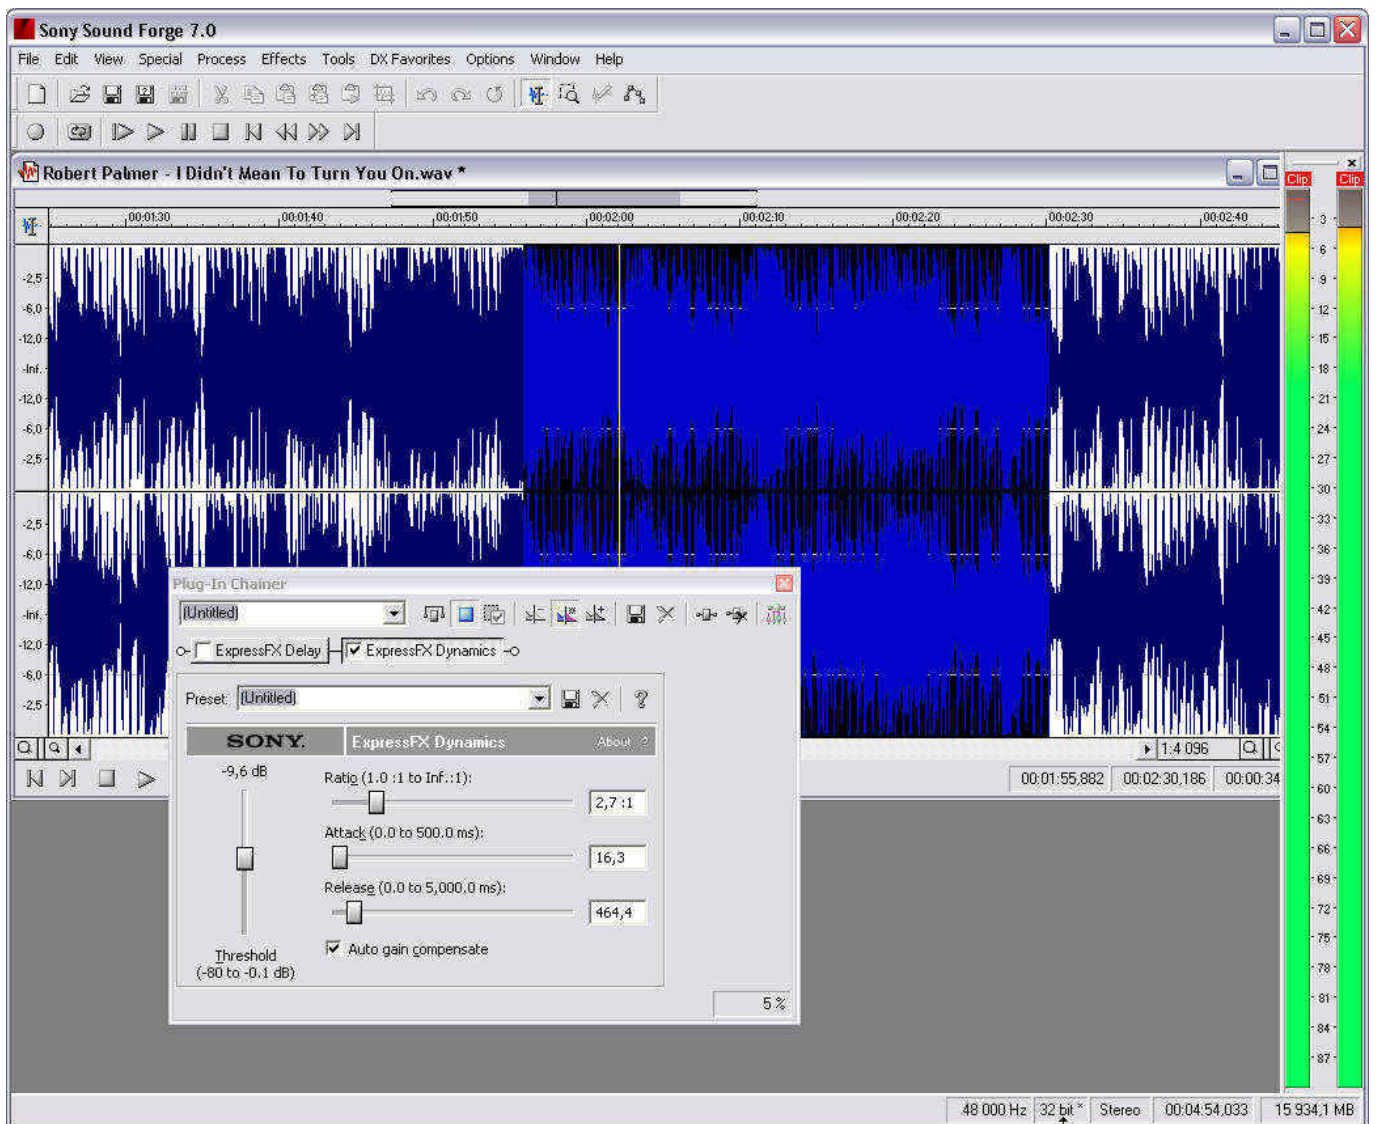 Sony Sound Forge 7.0
File Edit View Special Process Effects Tools DX Favorites Options Window Help
Robert Palmer - I Didn't Mean To Turn You On.wav *
Clip Clip
,00:01:30 ,00:01:40 ,00:01:50 ,00:02:00 ,00:02:10 ,00:02:20 ,00:02:30 ,00:02:40
-2,5
-6,0
-12,0
-Inf.
-12,0
-6,0
-2,5
-2,5
-6,0
-12,0
-Inf.
-12,0
-6,0
-2,5
- 3 -
- 6 -
- 9 -
- 12 -
- 15 -
- 18 -
- 21 -
- 24 -
- 27 -
- 30 -
- 33 -
- 36 -
- 39 -
- 42 -
- 45 -
- 48 -
- 51 -
- 54 -
- 57 -
- 60 -
- 63 -
- 66 -
- 69 -
- 72 -
- 75 -
- 78 -
- 81 -
- 84 -
- 87 -
Plug-In Chainer
(Untitled)
ExpressFX Delay ExpressFX Dynamics
Preset: (Untitled)
SONY. ExpressFX Dynamics About ?
-9,6 dB
Ratio (1.0 :1 to Inf.:1):
2,7 :1
Attack (0.0 to 500.0 ms):
16,3
Release (0.0 to 5,000.0 ms):
464,4
Auto gain compensate
Threshold
(-80 to -0.1 dB)
5 %
1:4 096
00:01:55,882 00:02:30,186 00:00:34
48 000 Hz 32 bit * Stereo 00:04:54,033 15 934,1 MB